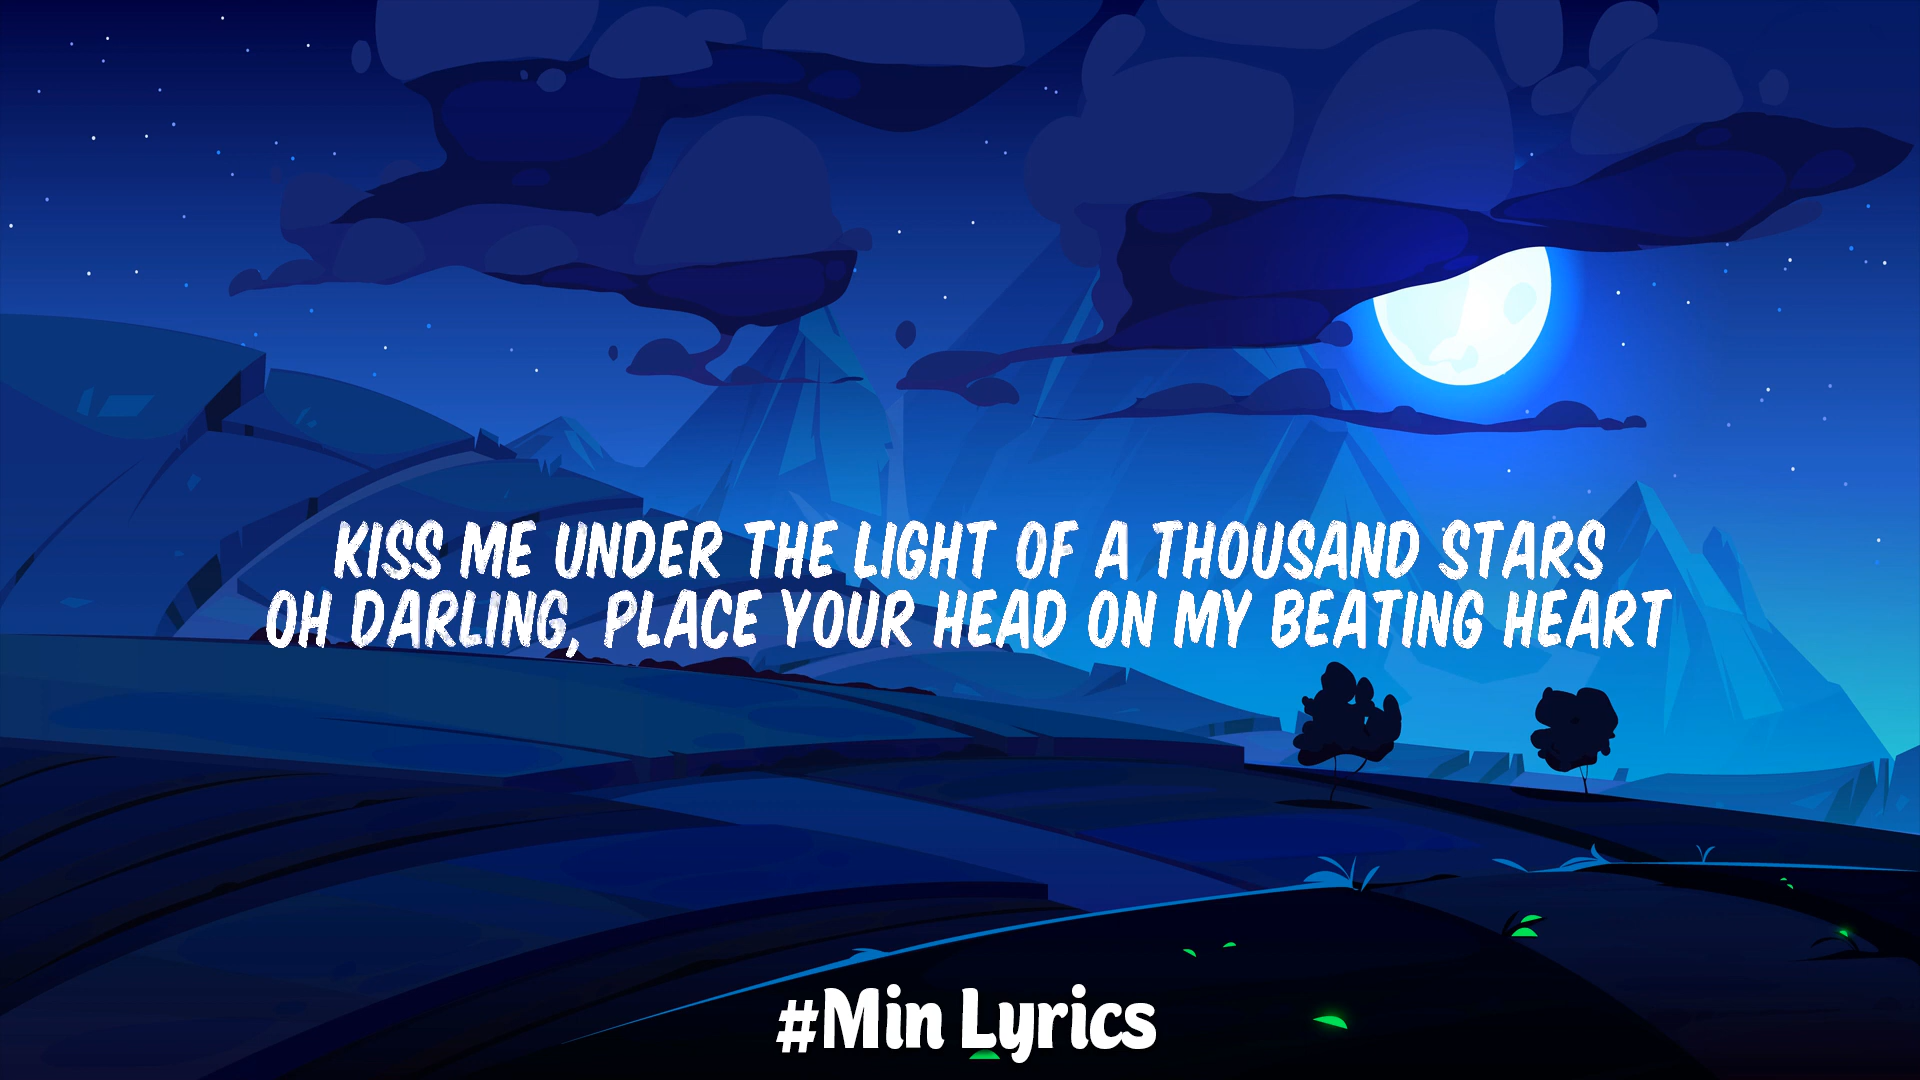 KISS ME UNDER THE LIGHT OF A THOUSAND STARS
OH DARLING, PLACE YOUR HEAD ON MY BEATING HEART
#Min Lyrics